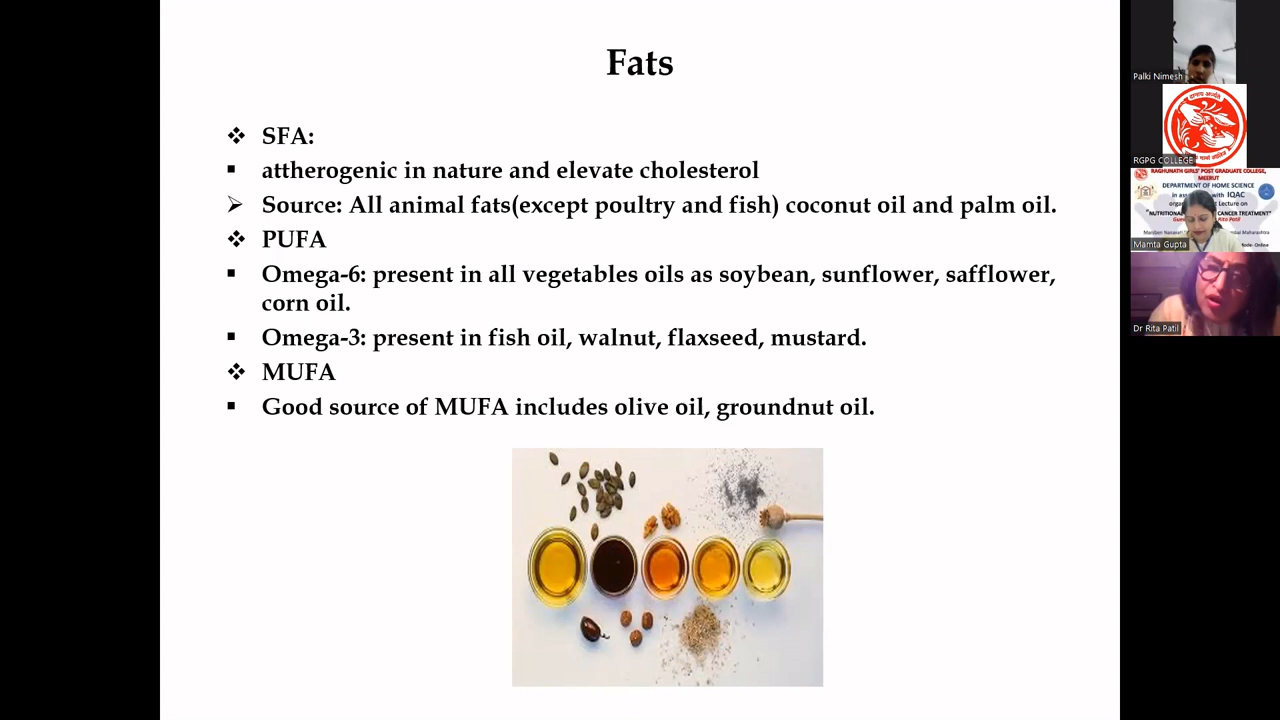 Fats
SFA:
attherogenic in nature and elevate cholesterol
Source: All animal fats(except poultry and fish) coconut oil and palm oil.
PUFA
Omega-6: present in all vegetables oils as soybean, sunflower, safflower,
corn oil.
Omega-3: present in fish oil, walnut, flaxseed, mustard.
MUFA
Good source of MUFA includes olive oil, groundnut oil.
Palki Nimesh
RGPG COLLEGE
RAGHUNATH GIRLS' POST GRADUATE COLLEGE,
MEERUT
DEPARTMENT OF HOME SCIENCE
with IQAC
Lecture on
"NUTRITIONAL CANCER TREATMENT"
Rita Patil
Maharashtra
Online
Mamta Gupta
Dr Rita Patil